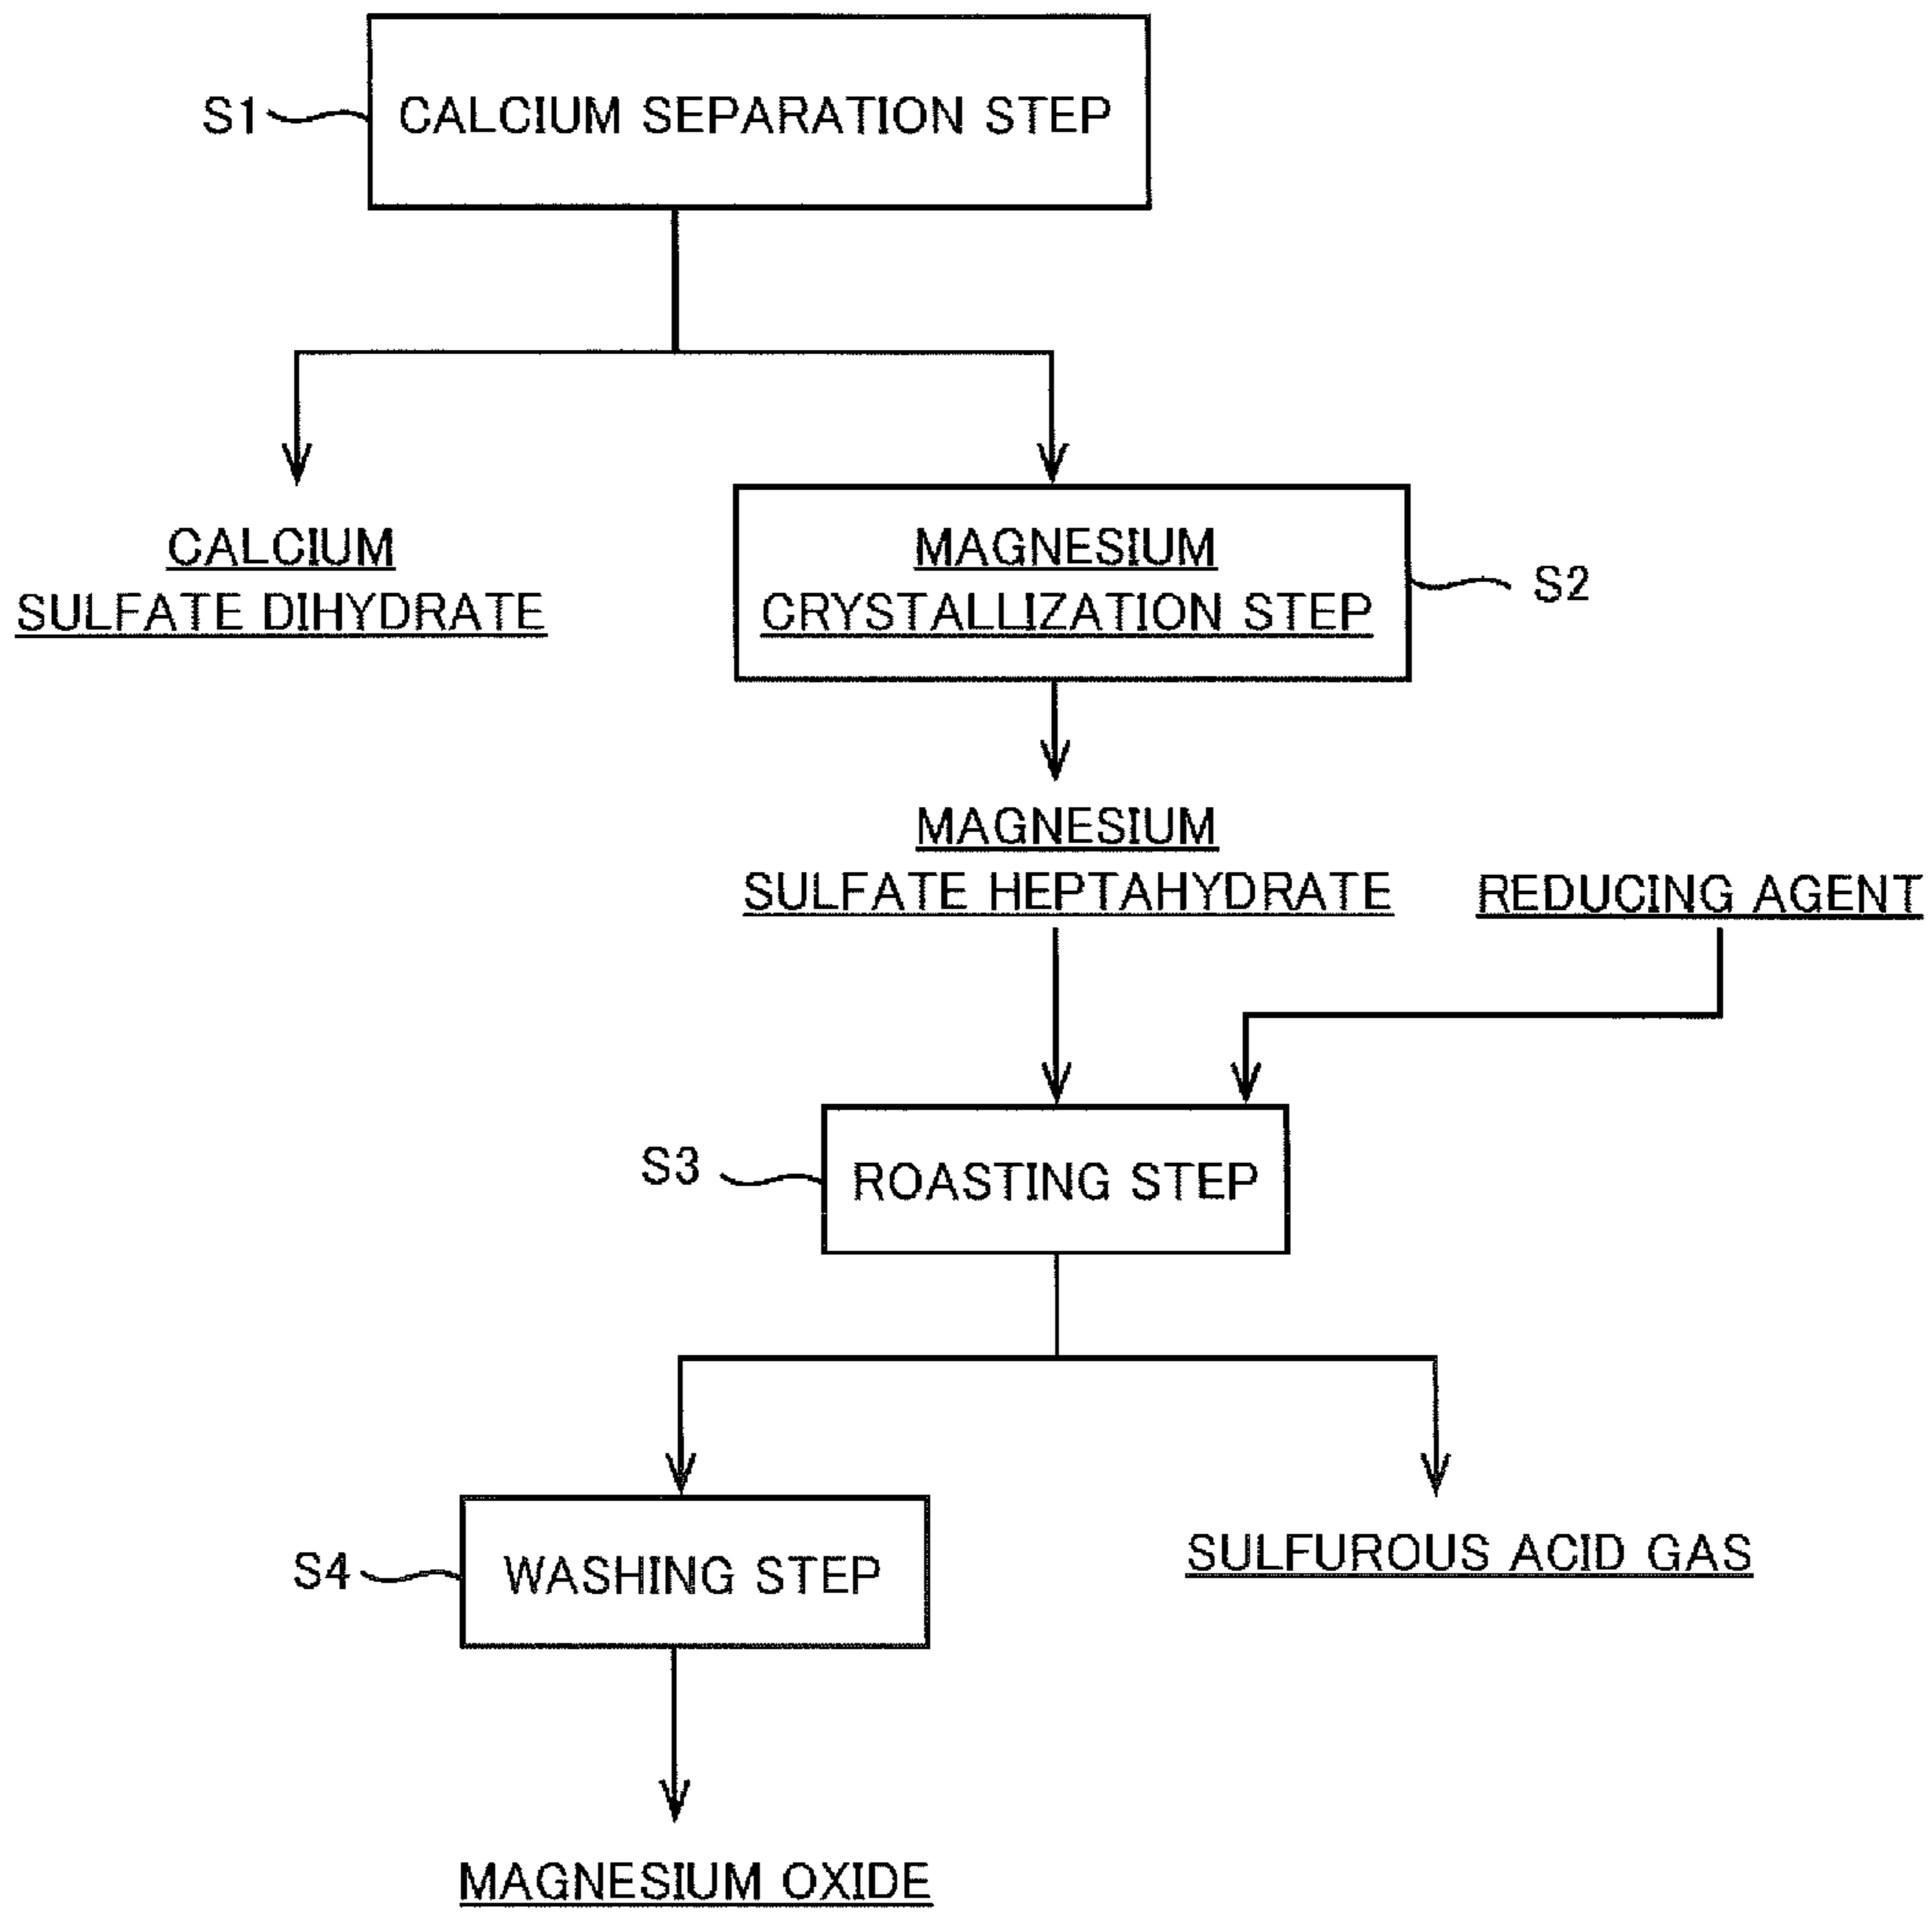 S1
CALCIUM SEPARATION STEP
CALCIUM
SULFATE DIHYDRATE
MAGNESIUM
CRYSTALLIZATION STEP
S2
MAGNESIUM
SULFATE HEPTAHYDRATE
REDUCING AGENT
S3
ROASTING STEP
S4
WASHING STEP
SULFUROUS ACID GAS
MAGNESIUM OXIDE